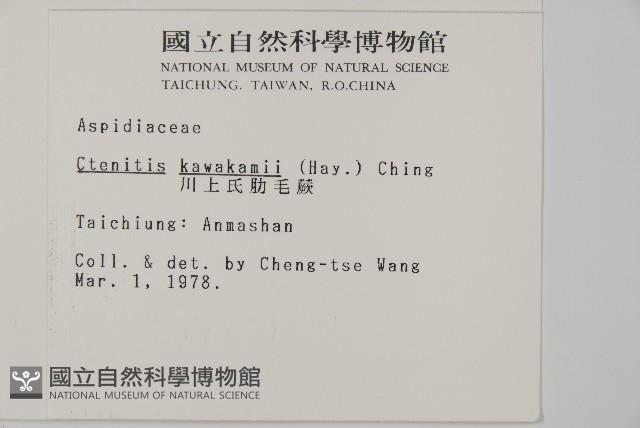 國立自然科學博物館
NATIONAL MUSEUM OF NATURAL SCIENCE
TAICHUNG, TAIWAN, R.O.CHINA
Aspidiaceae
Ctenitis kawakamii (Hay.) Ching
川上氏肋毛蕨
Taichiung: Anmashan
Coll. & det. by Cheng-tse Wang
Mar. 1, 1978.
國立自然科學博物館
NATIONAL MUSEUM OF NATURAL SCIENCE